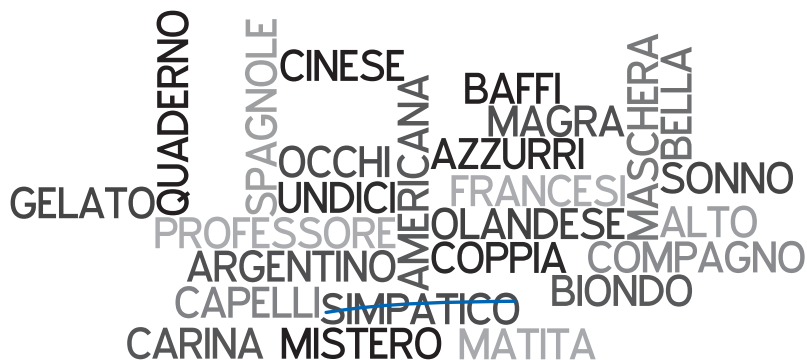 QUADERNO
SPAGNOLE
CINESE
AMERICANA
BAFFI
MAGRA
MASCHERA
BELLA
OCCHI
AZZURRI
UNDICI
FRANCESI
SONNO
GELATO
PROFESSORE
OLANDESE
ALTO
ARGENTINO
COPPIA
COMPAGNO
CAPELLI
SIMPATICO
BIONDO
CARINA
MISTERO
MATITA